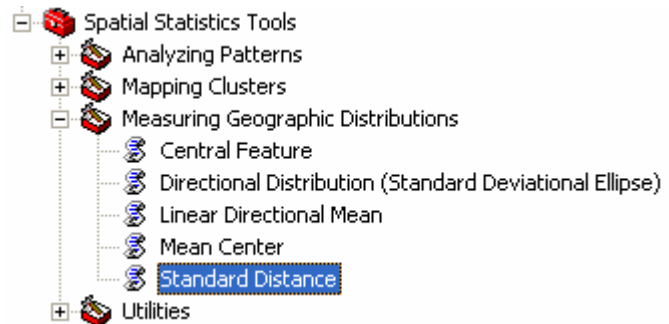 Spatial Statistics Tools
Analyzing Patterns
Mapping Clusters
Measuring Geographic Distributions
Central Feature
Directional Distribution (Standard Deviational Ellipse)
Linear Directional Mean
Mean Center
Standard Distance
Utilities